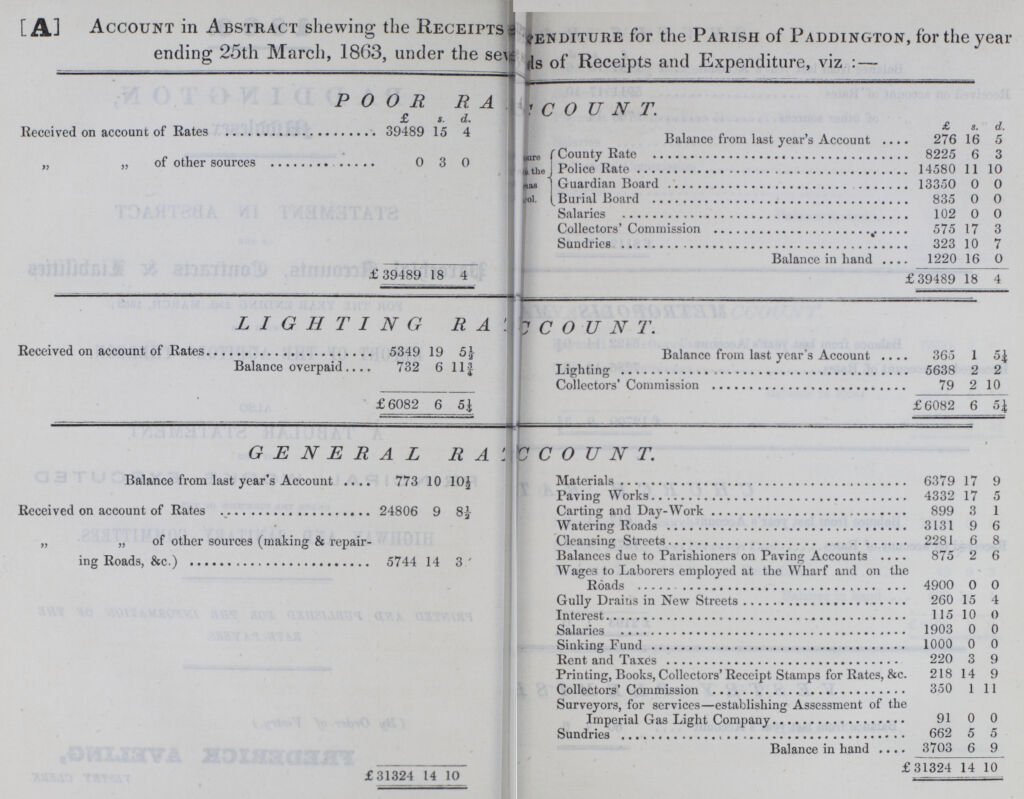 [A] ACCOUNT in ABSTRACT shewing the RECEIPTS
ending 25th March, 1863, under the
PENDITURE for the PARISH of PADDINGTON, for the year
ds of Receipts and Expenditure, viz :—
POOR RA CCOUNT.
£ s. d.
Received on account of Rates 39489 15 4
„ „ of other sources 0 3 0
£39489 18 4
£ s. d.
Balance from last year's Account .... 276 16 5
County Rate 8225 6 3
the Police Rate 14580 11 10
Guardian Board 13350 0 0
Burial Board 835 0 0
Salaries 102 0 0
Collectors' Commission 575 17 3
Sundries 323 10 7
Balance in hand .... 1220 16 0
£39489 18 4
LIGHTING RA CCOUNT.
Received on account of Rates 5349 19 5½
Balance overpaid .... 732 6 11¾
£6082 6 5¼
Balance from last year's Account .... 365 1 5¼
Lighting 5638 2 2
Collectors' Commission 79 2 10
£6082 6 5¼
GENERAL RA CCOUNT.
Balance from last year's Account .... 773 10 10½
Received on account of Rates 24806 9 8½
„ „ of other sources (making & repair-
ing Roads, &c.) 5744 14 3
£31324 14 10
Materials 6379 17 9
Paving Works 4332 17 5
Carting and Day-Work 899 3 1
Watering Roads 3131 9 6
Cleansing Streets 2281 6 8
Balances due to Parishioners on Paving Accounts 875 2 6
Wages to Laborers employed at the Wharf and on the
Roads 4900 0 0
Gully Drains in New Streets 260 15 4
Interest 115 10 0
Salaries 1903 0 0
Sinking Fund 1000 0 0
Rent and Taxes 220 3 9
Printing, Books, Collectors' Receipt Stamps for Rates, &c. 218 14 9
Collectors' Commission 350 1 11
Surveyors, for services—establishing Assessment of the
Imperial Gas Light Company 91 0 0
Sundries 662 5 5
Balance in hand .... 3703 6 9
£31324 14 10